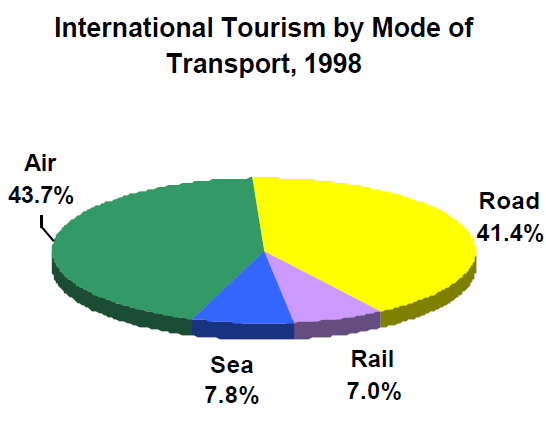 International Tourism by Mode of
Transport, 1998
Air
43.7%
Road
41.4%
Sea
7.8%
Rail
7.0%